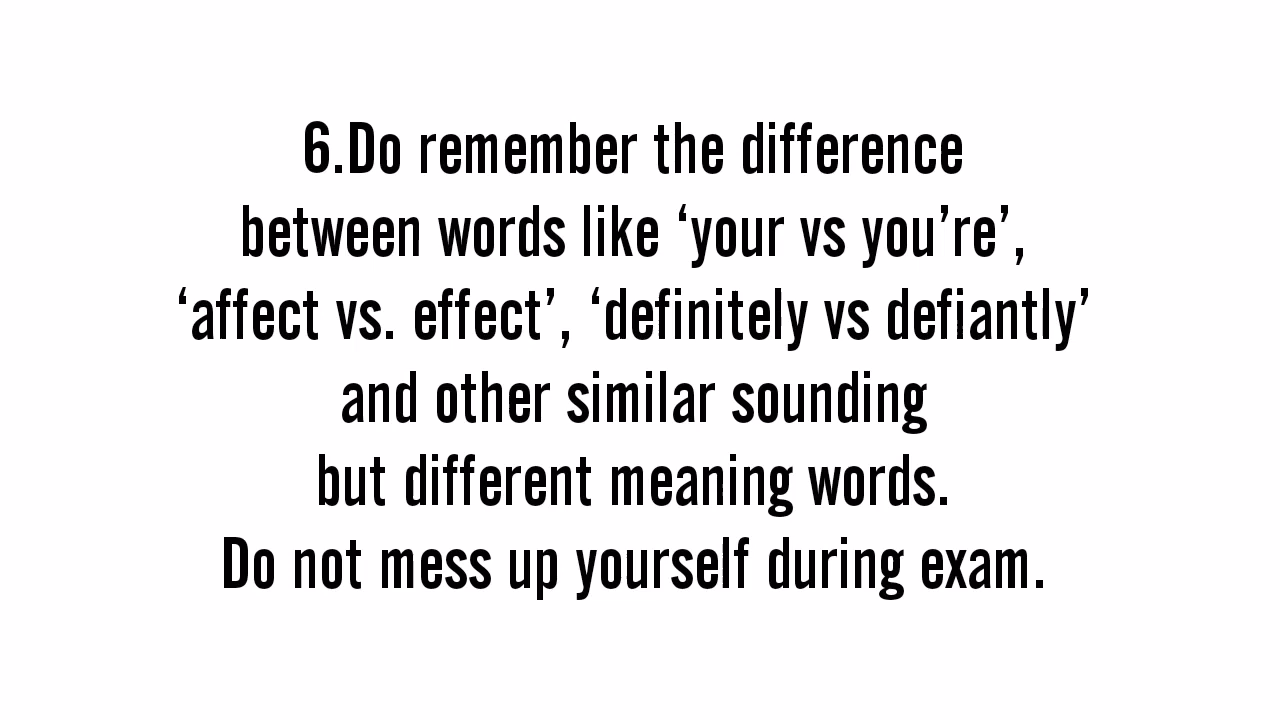 6.Do remember the difference
between words like ‘your vs you’re’,
‘affect vs. effect’, ‘definitely vs defiantly’
and other similar sounding
but different meaning words.
Do not mess up yourself during exam.